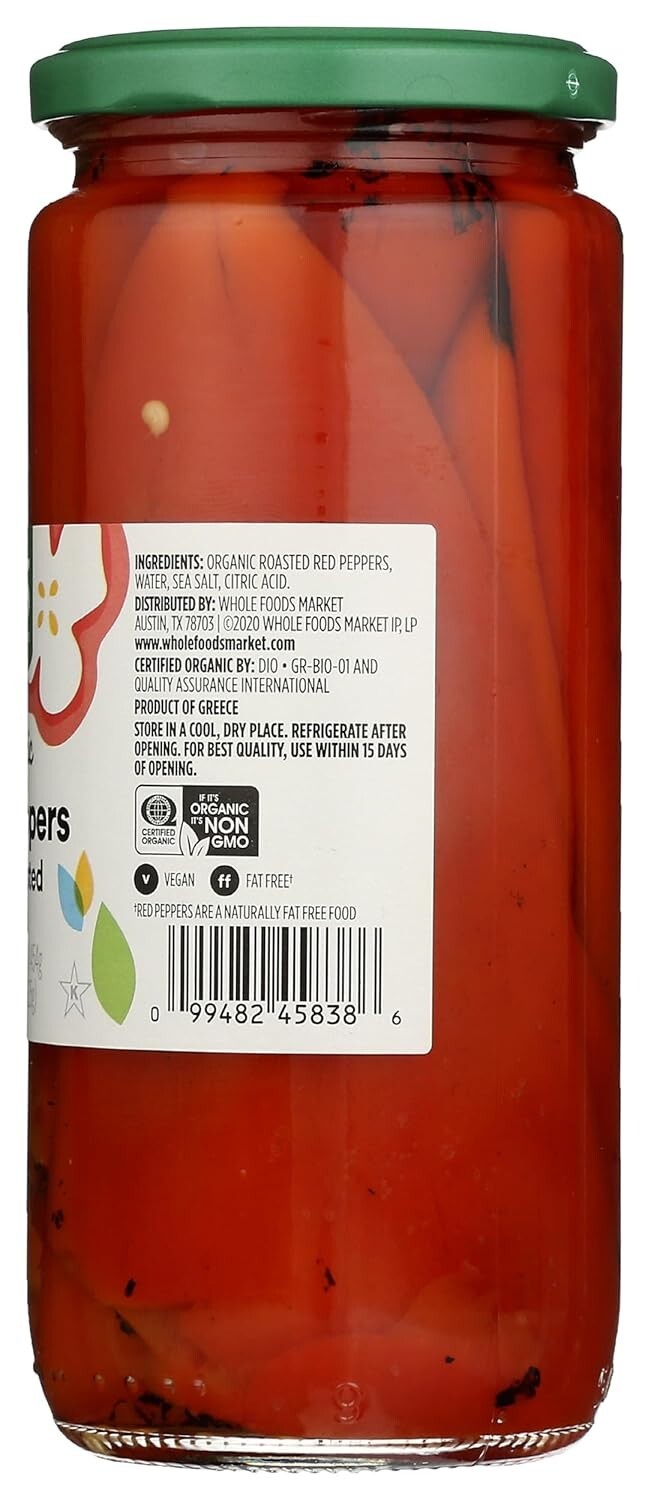 INGREDIENTS: ORGANIC ROASTED RED PEPPERS,
WATER, SEA SALT, CITRIC ACID.
DISTRIBUTED BY: WHOLE FOODS MARKET
AUSTIN, TX 78703 | ©2020 WHOLE FOODS MARKET IP, LP
www.wholefoodsmarket.com
CERTIFIED ORGANIC BY: DIO • GR-BIO-01 AND
QUALITY ASSURANCE INTERNATIONAL
PRODUCT OF GREECE
STORE IN A COOL, DRY PLACE. REFRIGERATE AFTER
OPENING. FOR BEST QUALITY, USE WITHIN 15 DAYS
OF OPENING.
CERTIFIED
ORGANIC
IF IT'S
ORGANIC
IT'S NON
GMO
pers
ted
V VEGAN ff FAT FREE†
†RED PEPPERS ARE A NATURALLY FAT FREE FOOD
K
0 99482 45838 6
9